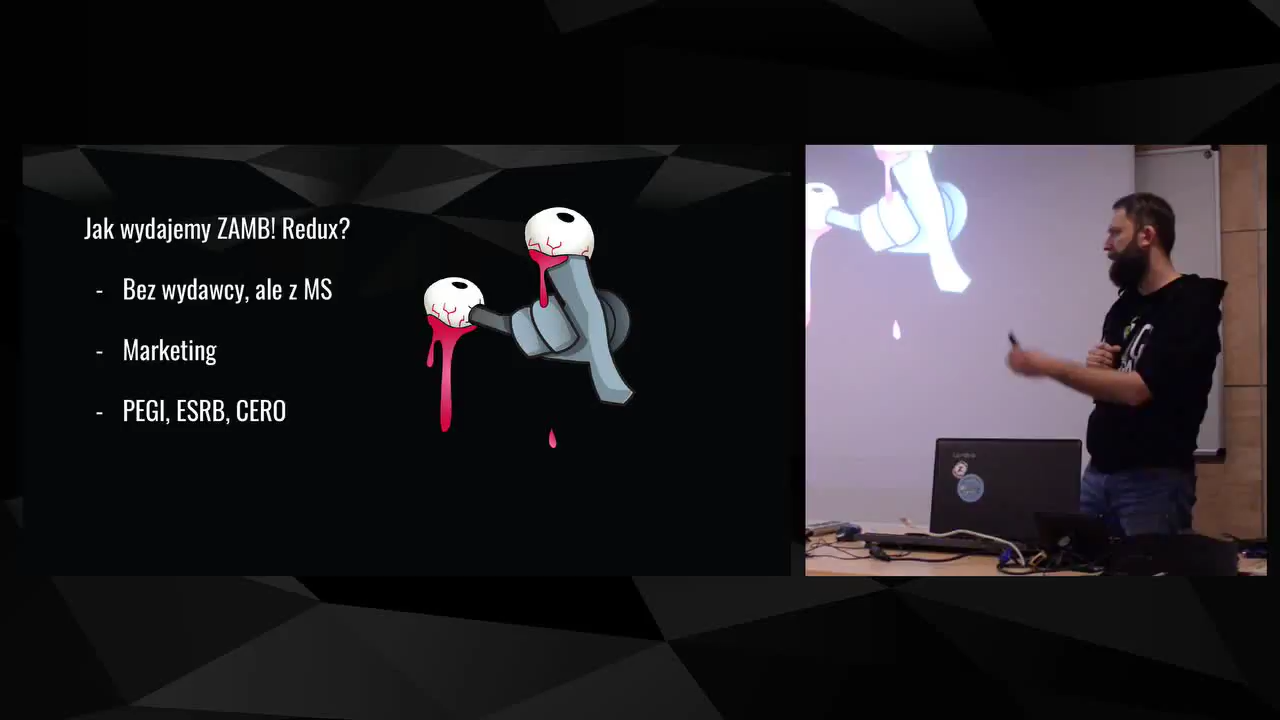 Jak wydajemy ZAMB! Redux?
- Bez wydawcy, ale z MS
- Marketing
- PEGI, ESRB, CERO